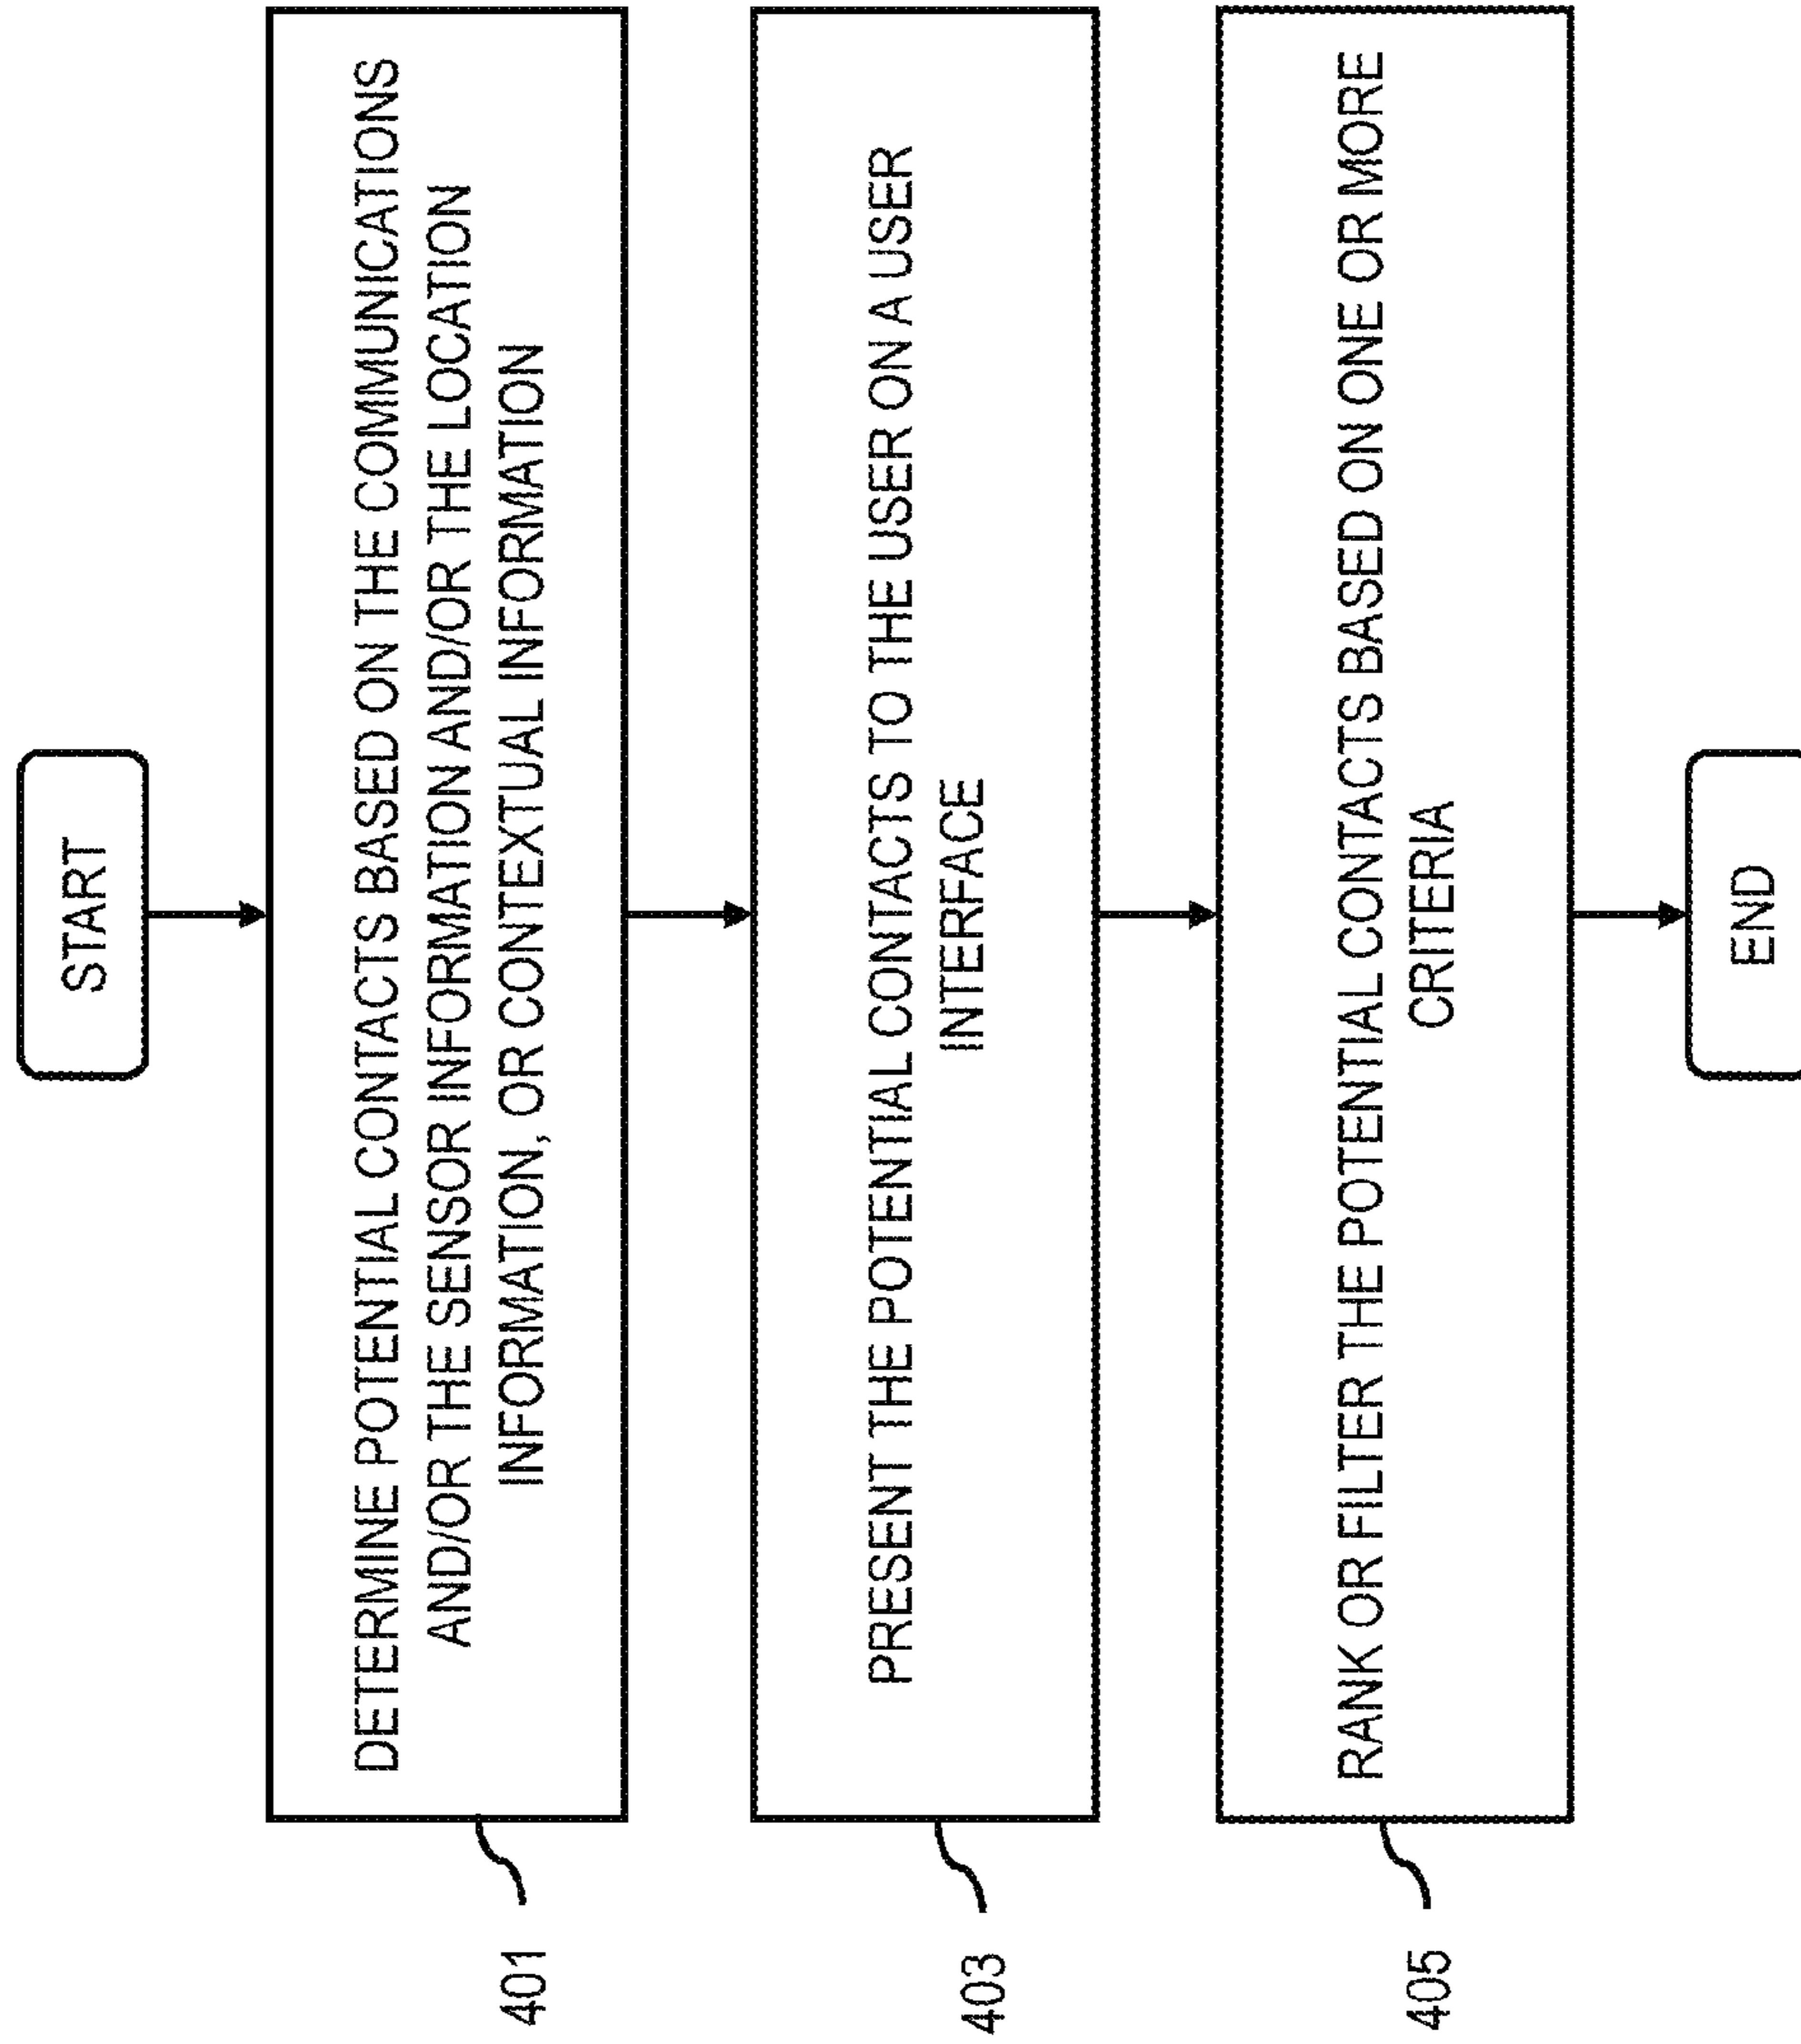 START
DETERMINE POTENTIAL CONTACTS BASED ON THE COMMUNICATIONS
AND/OR THE SENSOR INFORMATION AND/OR THE LOCATION
INFORMATION, OR CONTEXTUAL INFORMATION
401
PRESENT THE POTENTIAL CONTACTS TO THE USER ON A USER
INTERFACE
403
RANK OR FILTER THE POTENTIAL CONTACTS BASED ON ONE OR MORE
CRITERIA
405
END